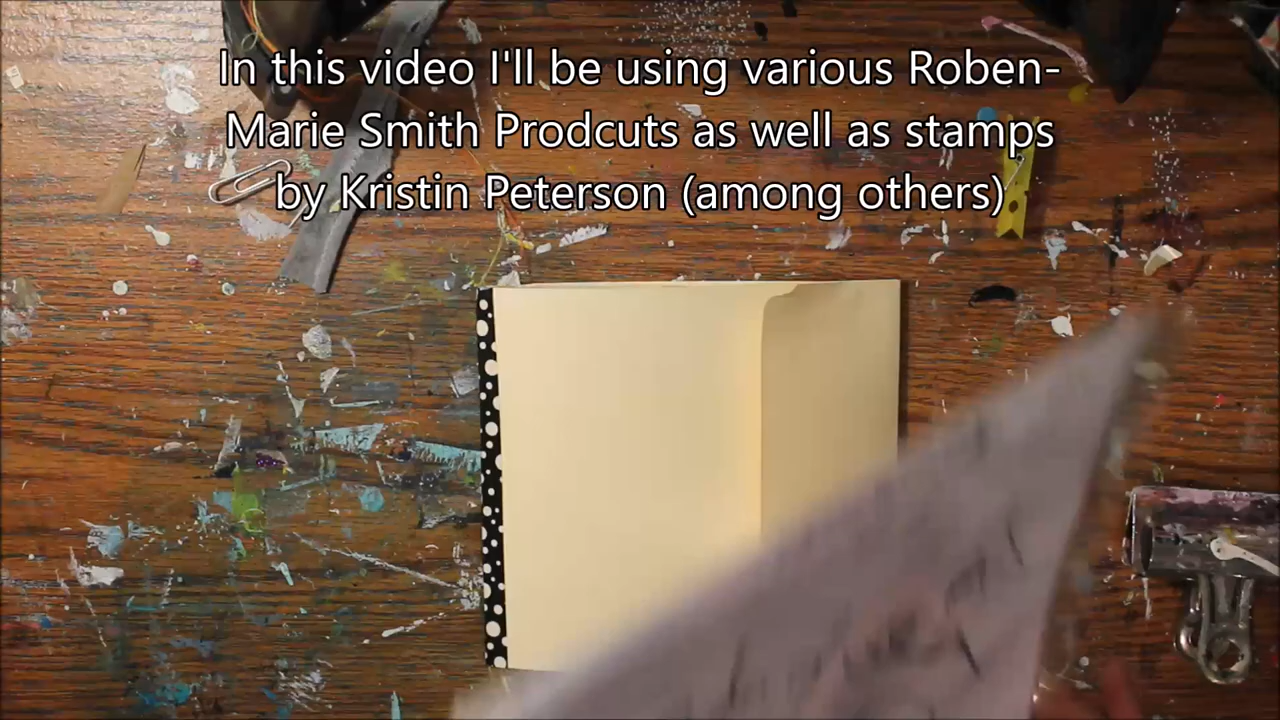 In this video I'll be using various Roben-
Marie Smith Prodcuts as well as stamps
by Kristin Peterson (among others)